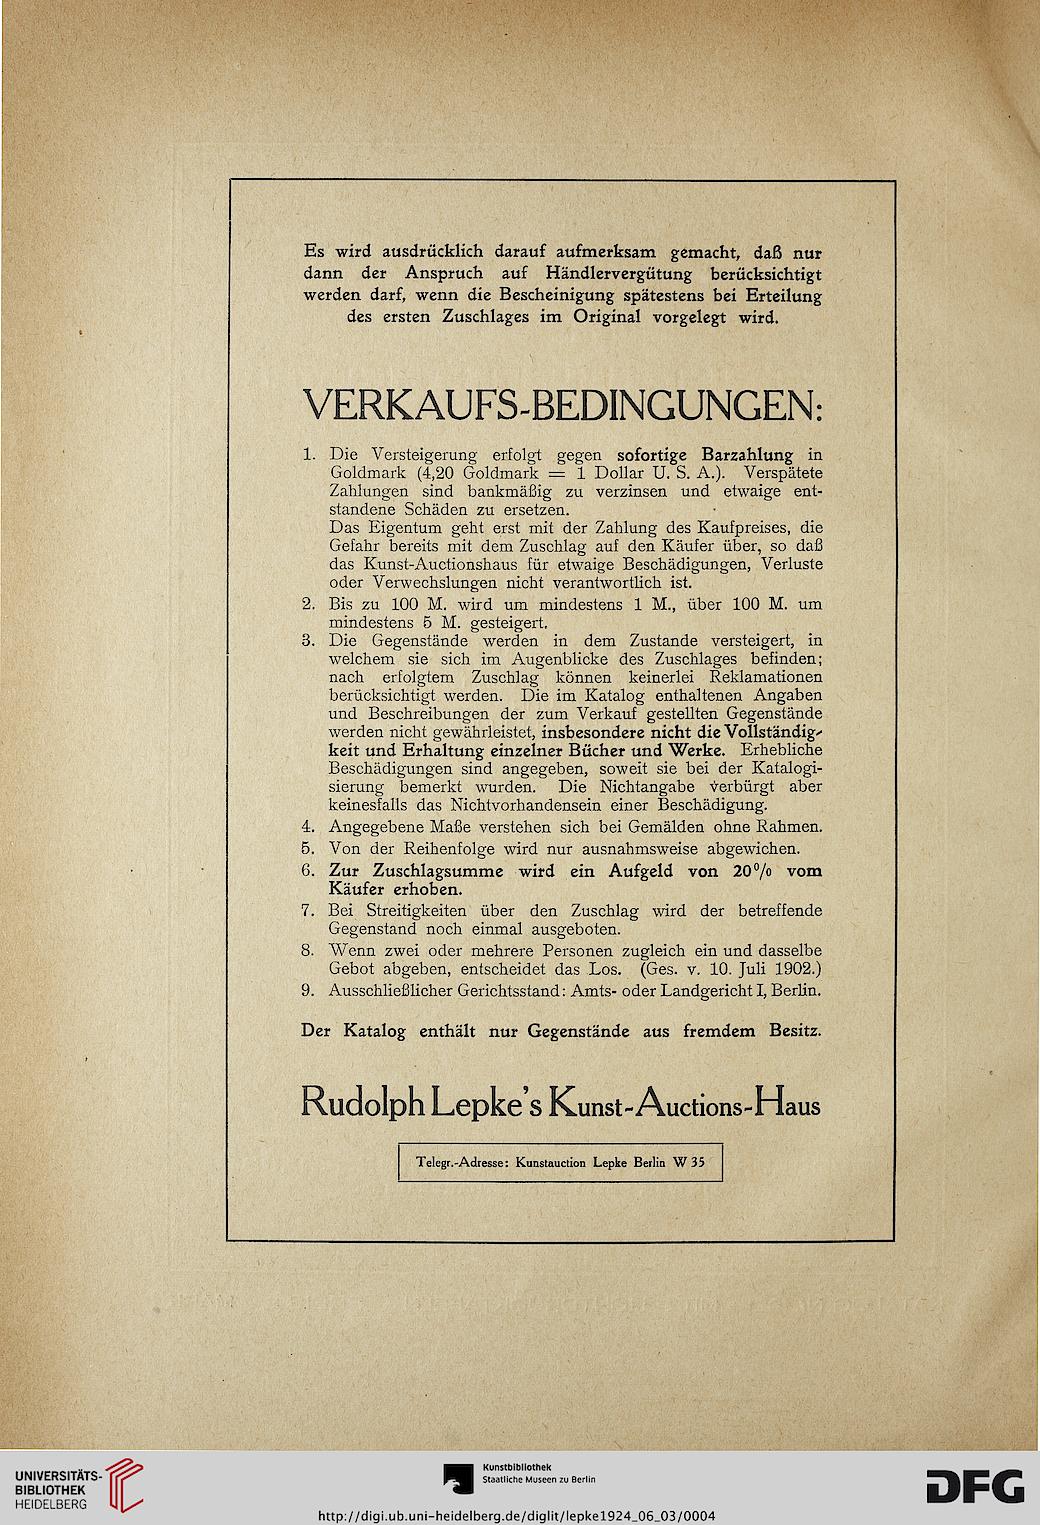 Es wird ausdrücklich darauf aufmerksam gemacht, daß nur
dann der Anspruch auf Händlervergütung berücksichtigt
werden darf, wenn die Bescheinigung spätestens bei Erteilung
des ersten Zuschlages im Original vorgelegt wird.
VERKAUFS-BEDINGUNGEN:
1. Die Versteigerung erfolgt gegen sofortige Barzahlung in
Goldmark (4,20 Goldmark = 1 Dollar U. S. A.). Verspätete
Zahlungen sind bankmäßig zu verzinsen und etwaige ent-
standene Schäden zu ersetzen.
Das Eigentum geht erst mit der Zahlung des Kaufpreises, die
Gefahr bereits mit dem Zuschlag auf den Käufer über, so daß
das Kunst-Auctionshaus für etwaige Beschädigungen, Verluste
oder Verwechslungen nicht verantwortlich ist.
2. Bis zu 100 M. wird um mindestens 1 M., über 100 M. um
mindestens 5 M. gesteigert.
3. Die Gegenstände werden in dem Zustande versteigert, in
welchem sie sich im Augenblicke des Zuschlages befinden;
nach erfolgtem Zuschlag können keinerlei Reklamationen
berücksichtigt werden. Die im Katalog enthaltenen Angaben
und Beschreibungen der zum Verkauf gestellten Gegenstände
werden nicht gewährleistet, insbesondere nicht die Vollständig-
keit und Erhaltung einzelner Bücher und Werke. Erhebliche
Beschädigungen sind angegeben, soweit sie bei der Katalogi-
sierung bemerkt wurden. Die Nichtangabe verbürgt aber
keinesfalls das Nichtvorhandensein einer Beschädigung.
4. Angegebene Maße verstehen sich bei Gemälden ohne Rahmen.
5. Von der Reihenfolge wird nur ausnahmsweise abgewichen.
6. Zur Zuschlagsumme wird ein Aufgeld von 20% vom
Käufer erhoben.
7. Bei Streitigkeiten über den Zuschlag wird der betreffende
Gegenstand noch einmal ausgeboten.
8. Wenn zwei oder mehrere Personen zugleich ein und dasselbe
Gebot abgeben, entscheidet das Los. (Ges. v. 10. Juli 1902.)
9. Ausschließlicher Gerichtsstand: Amts- oder Landgericht I, Berlin.
Der Katalog enthält nur Gegenstände aus fremdem Besitz.
Rudolph Lepke's Kunst-Auctions-Haus
Telegr.-Adresse: Kunstauction Lepke Berlin W 35
UNIVERSITÄTS-
BIBLIOTHEK
HEIDELBERG
Kunstbibliothek
Staatliche Museen zu Berlin
DFG
http://digi.ub.uni-heidelberg.de/diglit/lepke1924_06_03/0004